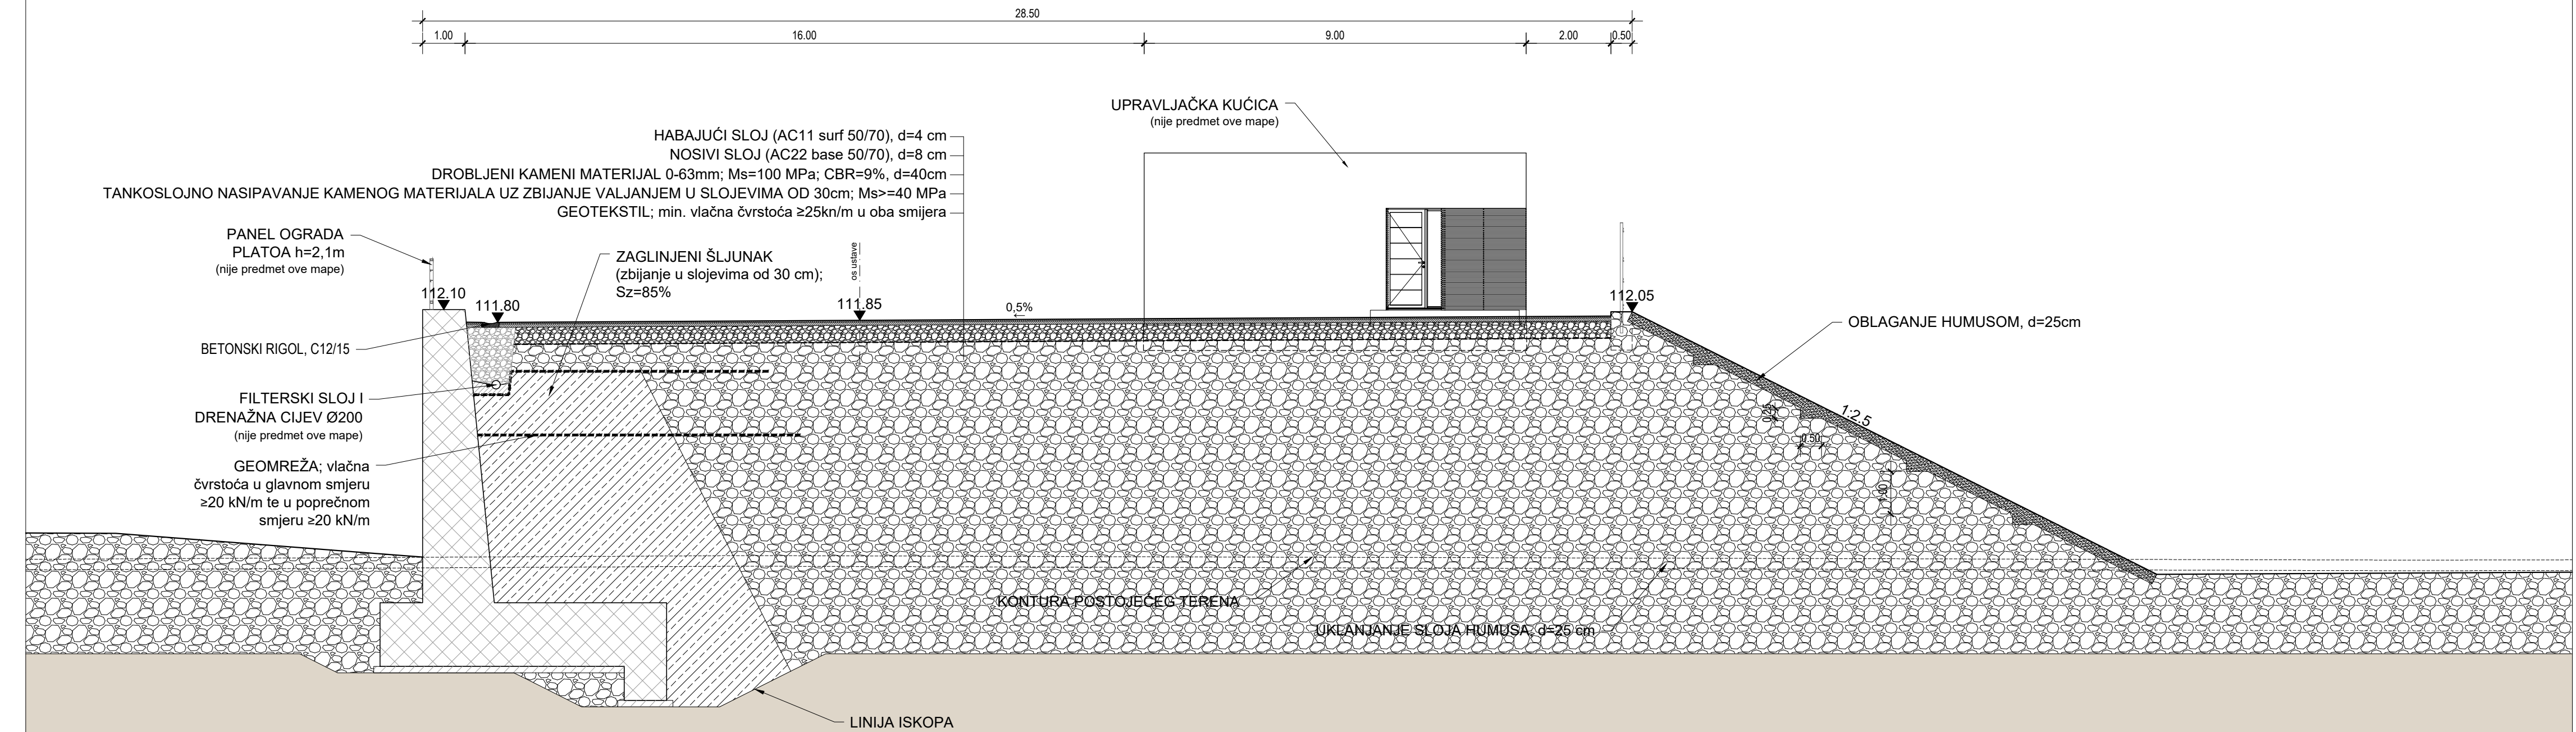 28.50
1.00
16.00
9.00
2.00
0.50
UPRAVLJAČKA KUĆICA
(nije predmet ove mape)
HABAJUĆI SLOJ (AC11 surf 50/70), d=4 cm
NOSIVI SLOJ (AC22 base 50/70), d=8 cm
DROBLJENI KAMENI MATERIJAL 0-63mm; Ms=100 MPa; CBR=9%, d=40cm
TANKOSLOJNO NASIPAVANJE KAMENOG MATERIJALA UZ ZBIJANJE VALJANJEM U SLOJEVIMA OD 30cm; Ms>=40 MPa
GEOTEKSTIL; min. vlačna čvrstoća ≥25kn/m u oba smijera
PANEL OGRADA
PLATOA h=2,1m
(nije predmet ove mape)
ZAGLINJENI ŠLJUNAK
(zbijanje u slojevima od 30 cm);
Sz=85%
os ustave
112.10
111.80
111.85
0,5%
112.05
OBLAGANJE HUMUSOM, d=25cm
BETONSKI RIGOL, C12/15
FILTERSKI SLOJ I
DRENAŽNA CIJEV Ø200
(nije predmet ove mape)
1:2.5
0.25
0.50
1.00
GEOMREŽA; vlačna
čvrstoća u glavnom smjeru
≥20 kN/m te u poprečnom
smjeru ≥20 kN/m
KONTURA POSTOJEĆEG TERENA
UKLANJANJE SLOJA HUMUSA, d=25 cm
LINIJA ISKOPA